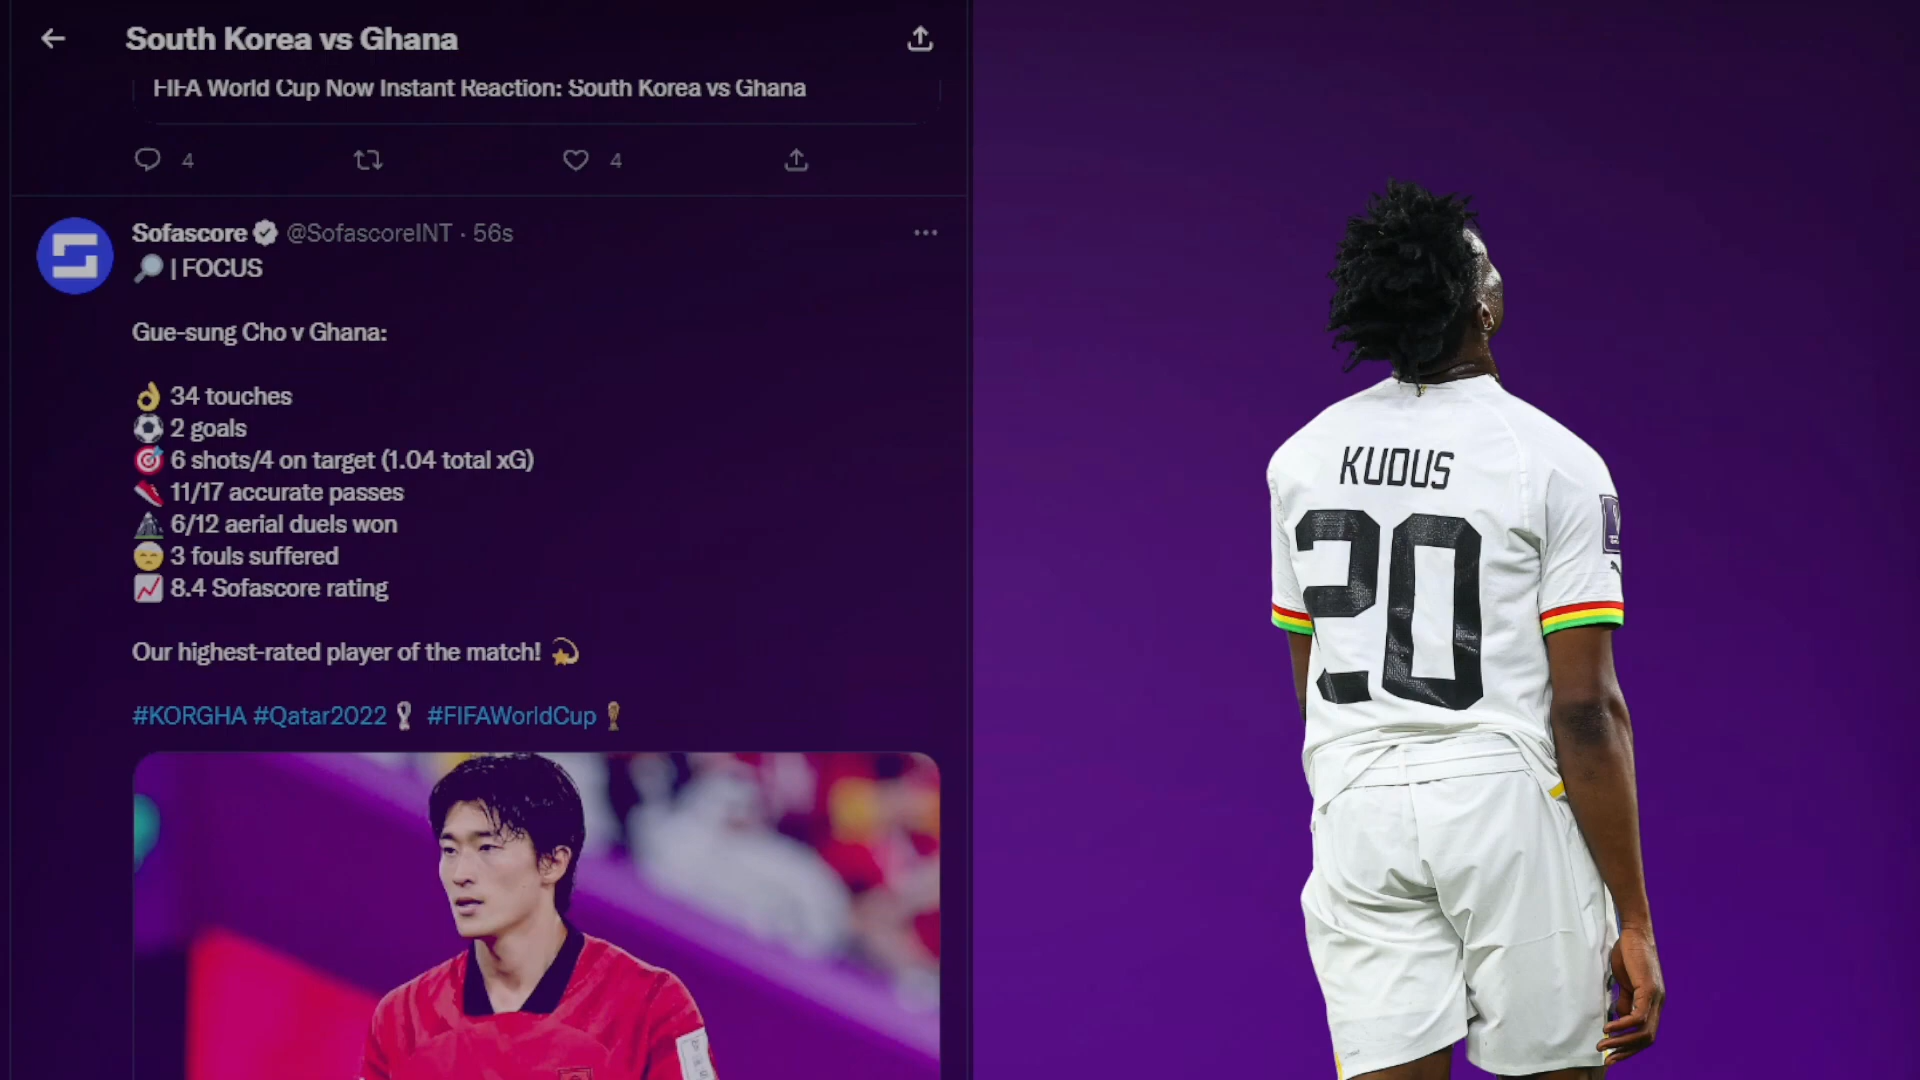 South Korea vs Ghana
FIFA World Cup Now Instant Reaction: South Korea vs Ghana
4
4
Sofascore @SofascoreINT · 56s
🔎 | FOCUS
Gue-sung Cho v Ghana:
👌 34 touches
⚽ 2 goals
🎯 6 shots/4 on target (1.04 total xG)
👟 11/17 accurate passes
6/12 aerial duels won
😔 3 fouls suffered
📈 8.4 Sofascore rating
Our highest-rated player of the match! 💫
#KORGHA #Qatar2022 #FIFAWorldCup
KUDUS
20